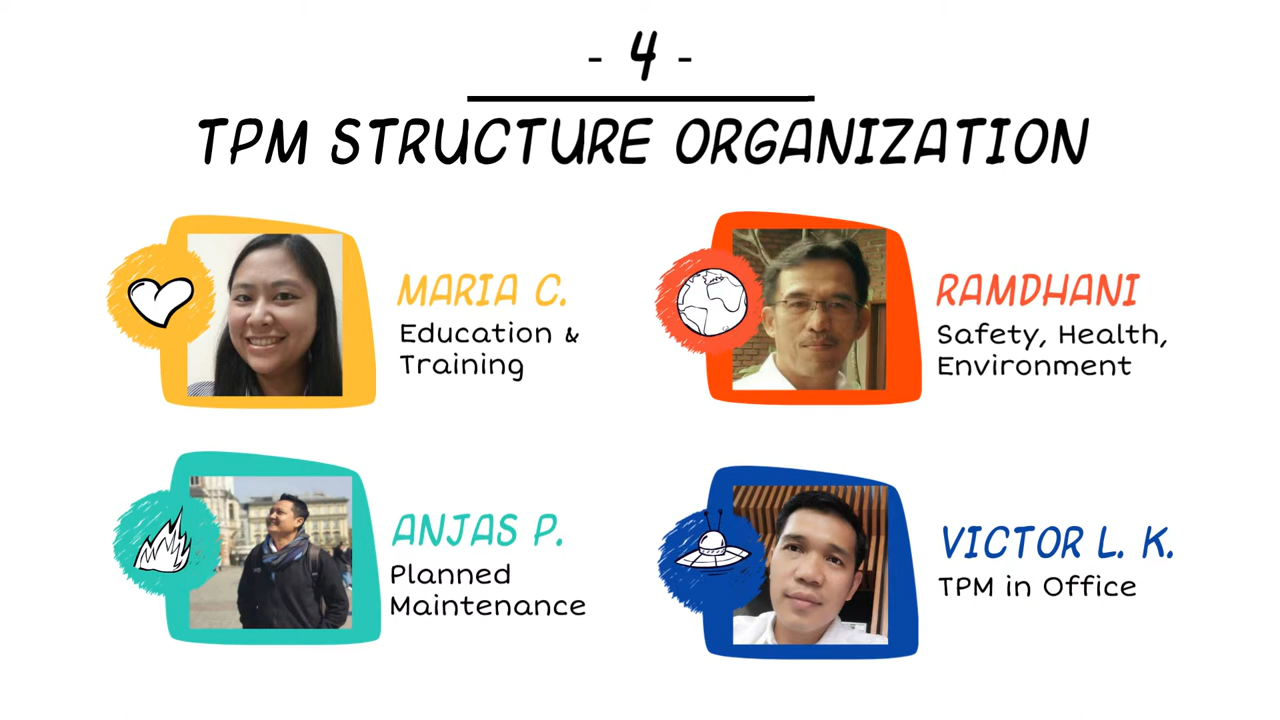 - 4 -
TPM STRUCTURE ORGANIZATION
MARIA C.
Education &
Training
RAMDHANI
Safety, Health,
Environment
ANJAS P.
Planned
Maintenance
VICTOR L. K.
TPM in Office